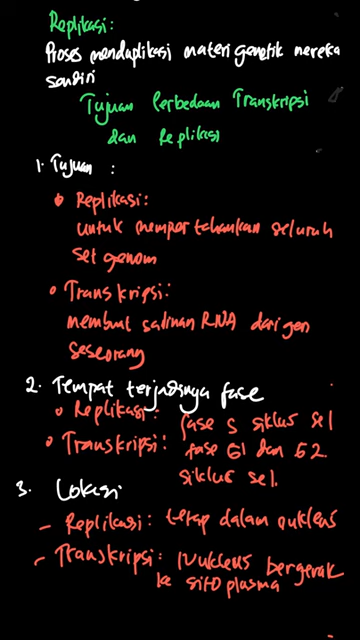 Replikasi:
Proses menduplikasi materi genetik mereka
sendiri
Tujuan Perbedaan Transkripsi
dan Replikasi
1. Tujuan :
• Replikasi:
untuk mempertahankan seluruh
set genom
• Transkripsi:
membuat salinan RNA dari gen
seseorang
2. Tempat terjadinya fase
• Replikasi: fase S siklus sel
• Transkripsi: fase G1 dan G2
siklus sel.
3. Lokasi
- Replikasi: tetap dalam nukleus
- Transkripsi: Nukleus bergerak
ke sitoplasma